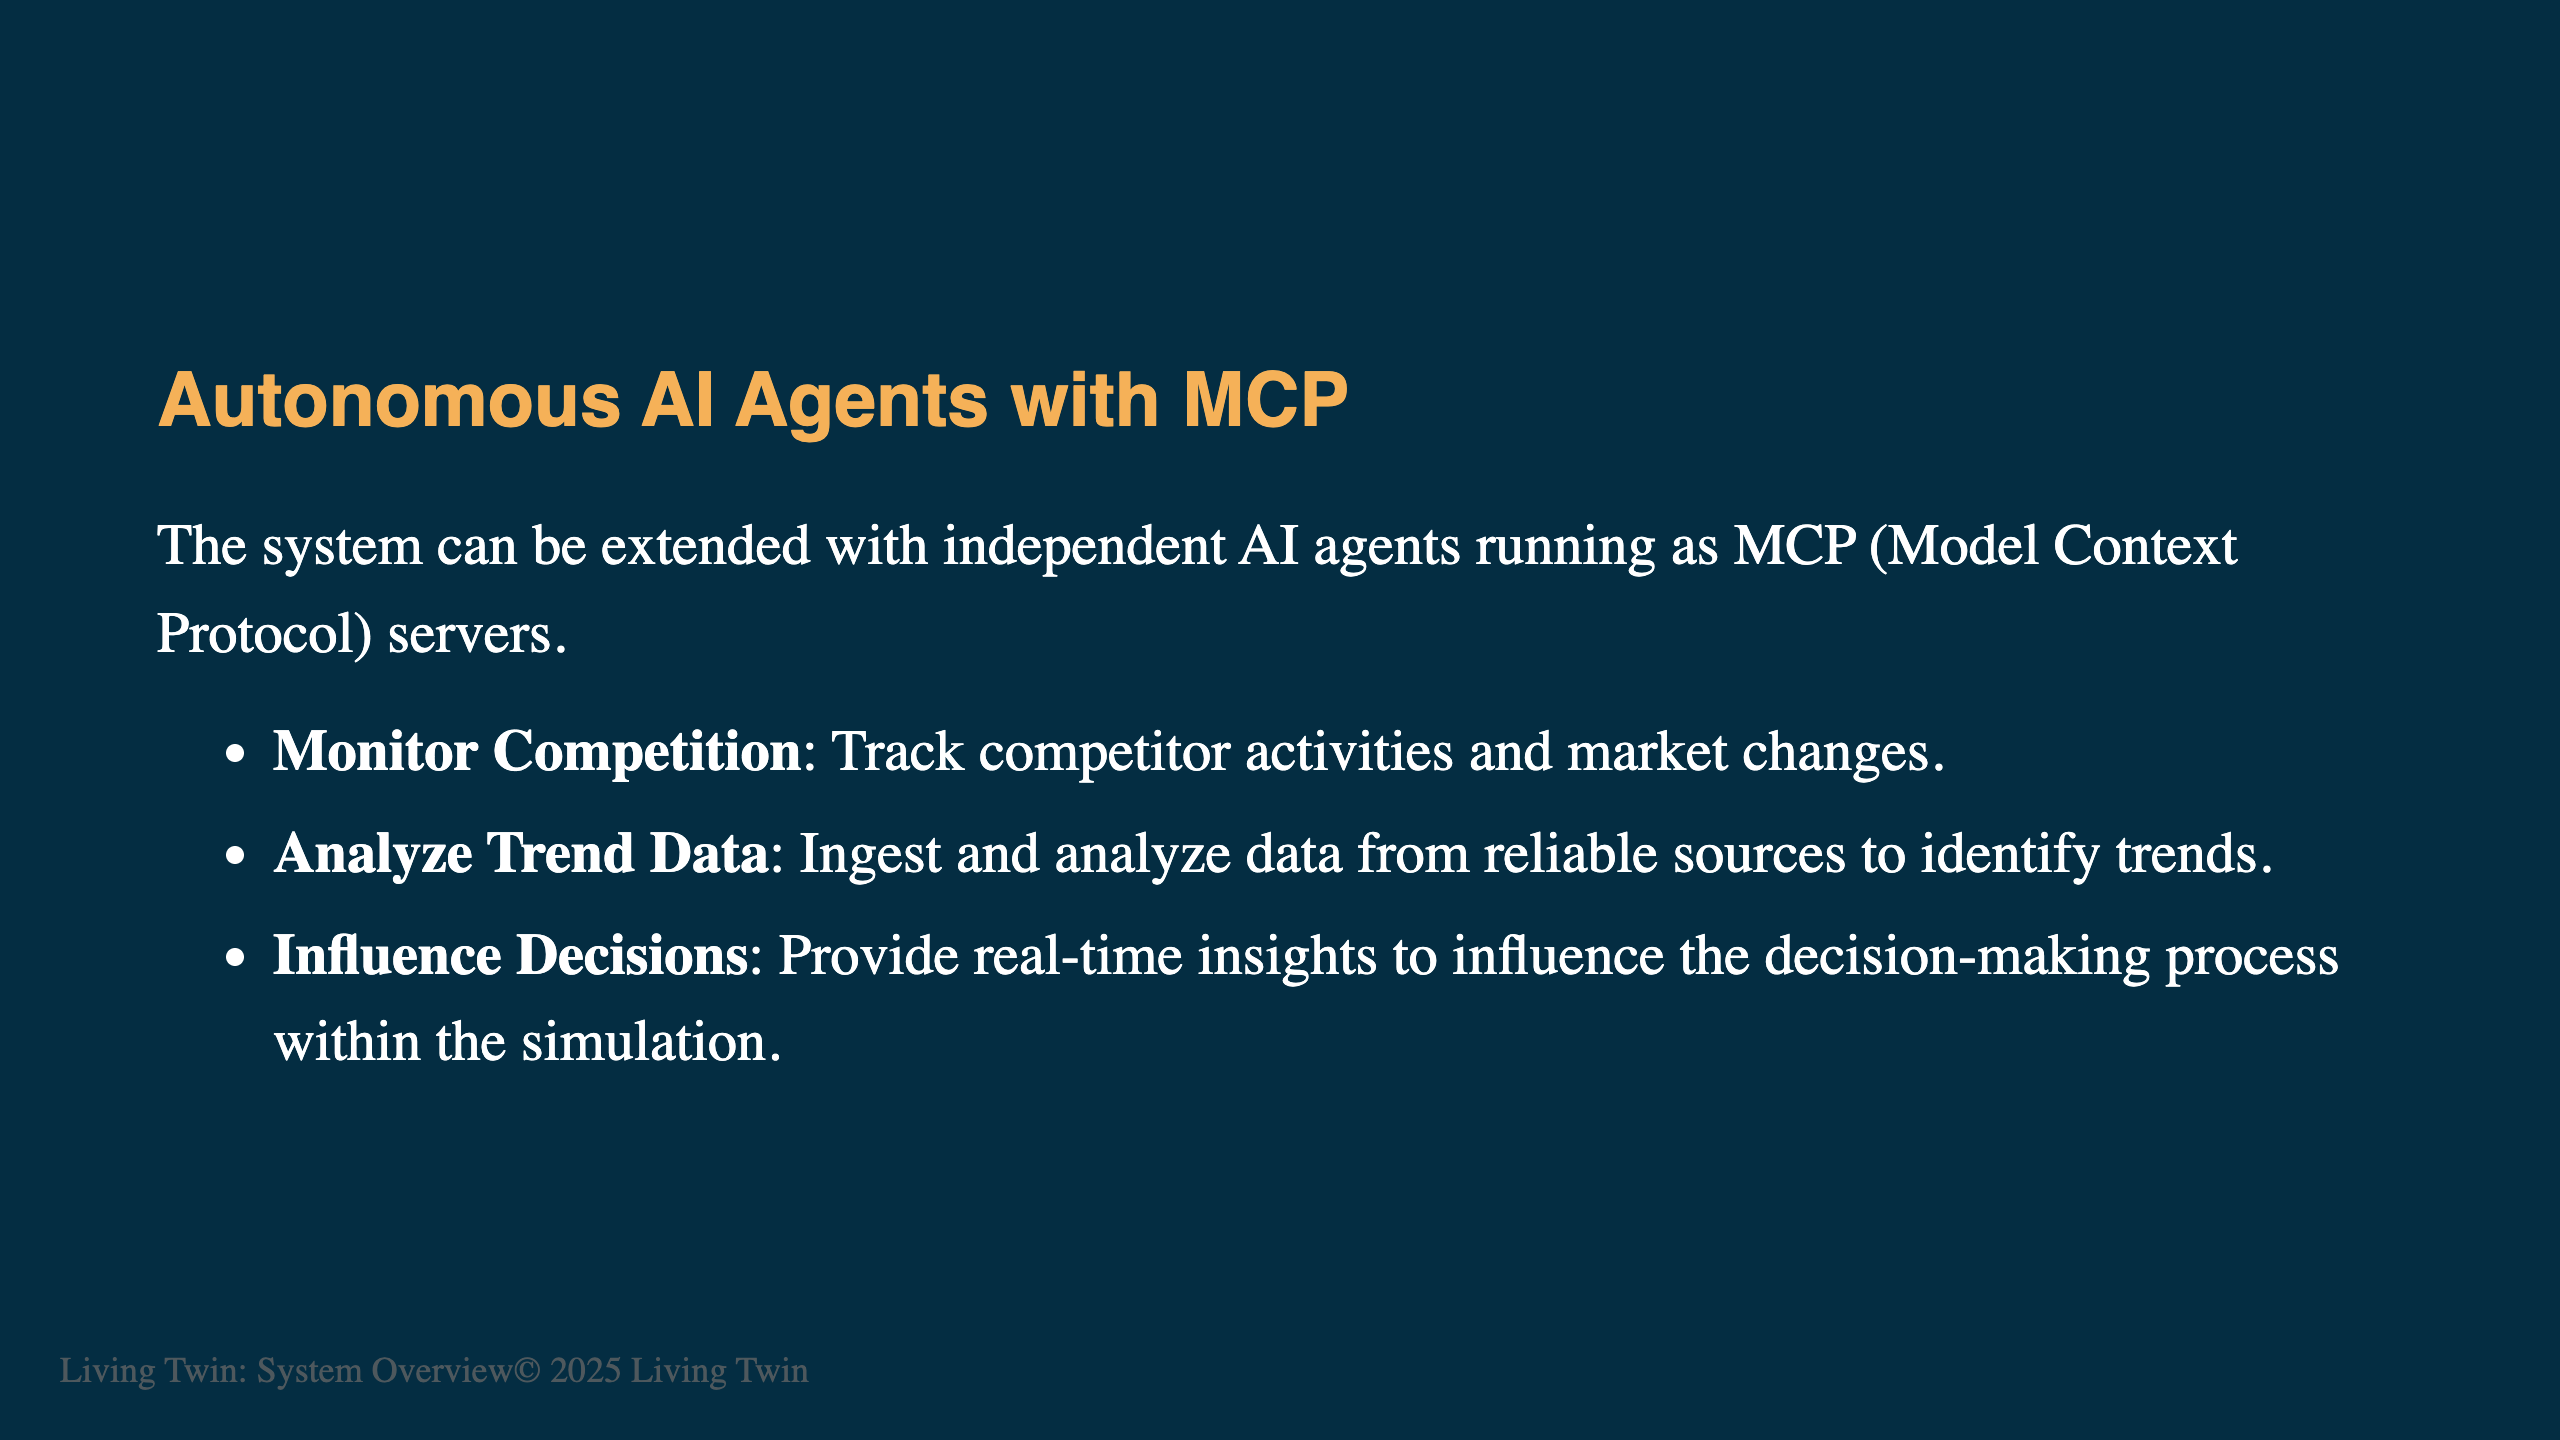 Autonomous AI Agents with MCP
The system can be extended with independent AI agents running as MCP (Model Context
Protocol) servers.
• Monitor Competition: Track competitor activities and market changes.
• Analyze Trend Data: Ingest and analyze data from reliable sources to identify trends.
• Influence Decisions: Provide real-time insights to influence the decision-making process
within the simulation.
Living Twin: System Overview© 2025 Living Twin